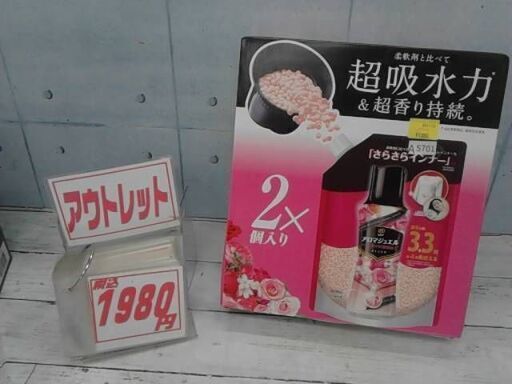 柔軟剤と比べて
超吸水力
&超香り持続。
A5701
「さらさらインナー」
アウトレット
2×
個入り
3.3
アロマジュエル
税込
1980円